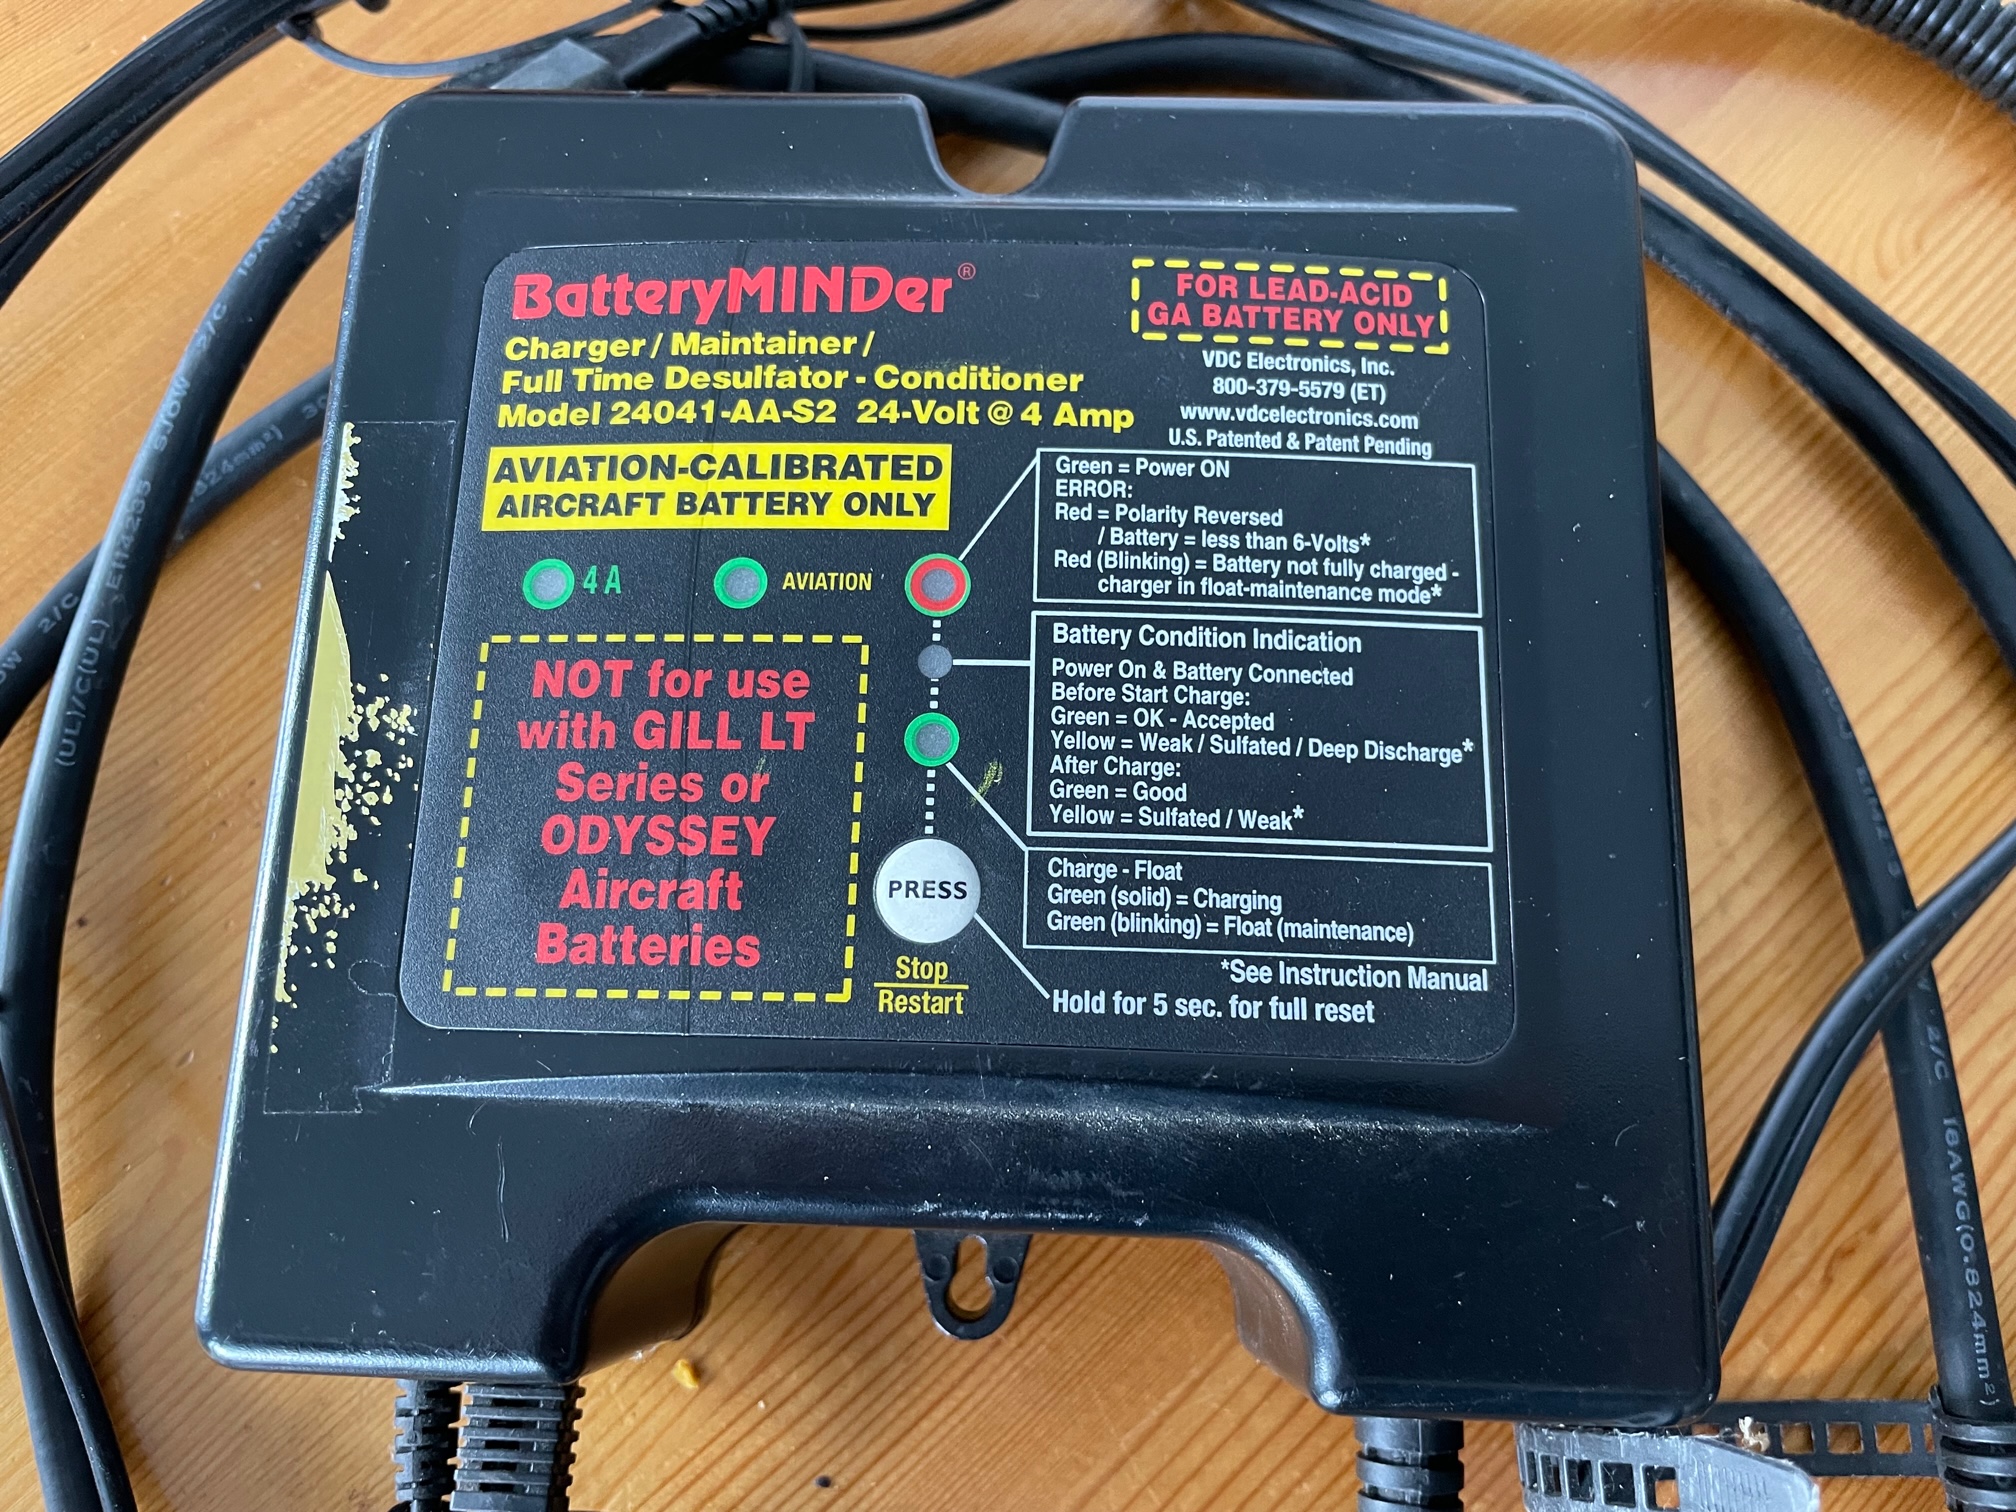 BatteryMINDer®
Charger / Maintainer /
Full Time Desulfator - Conditioner
Model 24041-AA-S2 24-Volt @ 4 Amp
FOR LEAD-ACID
GA BATTERY ONLY
VDC Electronics, Inc.
800-379-5579 (ET)
www.vdcelectronics.com
U.S. Patented & Patent Pending
AVIATION-CALIBRATED
AIRCRAFT BATTERY ONLY
4 A
AVIATION
Green = Power ON
ERROR:
Red = Polarity Reversed
/ Battery = less than 6-Volts*
Red (Blinking) = Battery not fully charged -
charger in float-maintenance mode*
Battery Condition Indication
Power On & Battery Connected
Before Start Charge:
Green = OK - Accepted
Yellow = Weak / Sulfated / Deep Discharge*
After Charge:
Green = Good
Yellow = Sulfated / Weak*
Charge - Float
Green (solid) = Charging
Green (blinking) = Float (maintenance)
*See Instruction Manual
Hold for 5 sec. for full reset
NOT for use
with GILL LT
Series or
ODYSSEY
Aircraft
Batteries
PRESS
Stop
Restart
(UL)/C(UL)
SJOW 2/C
2/C 18AWG(0.824mm²)